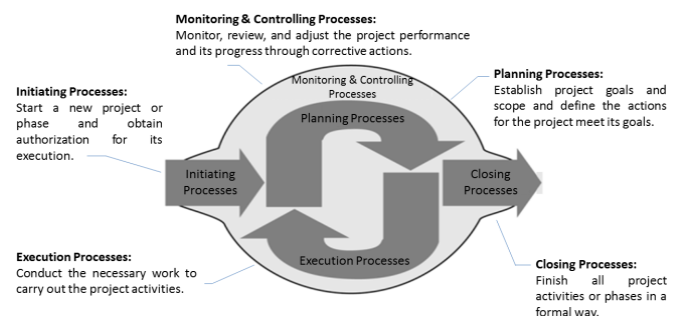 Monitoring & Controlling Processes:
Monitor, review, and adjust the project performance
and its progress through corrective actions.
Planning Processes:
Establish project goals and
scope and define the actions
for the project meet its goals.
Initiating Processes:
Start a new project or
phase and obtain
authorization for its
execution.
Monitoring & Controlling
Processes
Planning Processes
Initiating
Processes
Closing
Processes
Execution Processes
Execution Processes:
Conduct the necessary work to
carry out the project activities.
Closing Processes:
Finish all project
activities or phases in a
formal way.